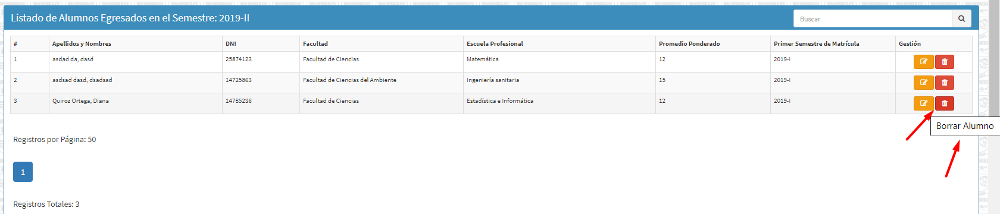 Listado de Alumnos Egresados en el Semestre: 2019-II
Buscar
# Apellidos y Nombres DNI Facultad Escuela Profesional Promedio Ponderado Primer Semestre de Matrícula Gestión
1 asdad da, dasd 25874123 Facultad de Ciencias Matemática 12 2019-I
2 asdsad dasd, dsadsad 14725863 Facultad de Ciencias del Ambiente Ingeniería sanitaria 15 2019-I
3 Quiroz Ortega, Diana 14785236 Facultad de Ciencias Estadística e Informática 12 2019-I
Borrar Alumno
Registros por Página: 50
1
Registros Totales: 3